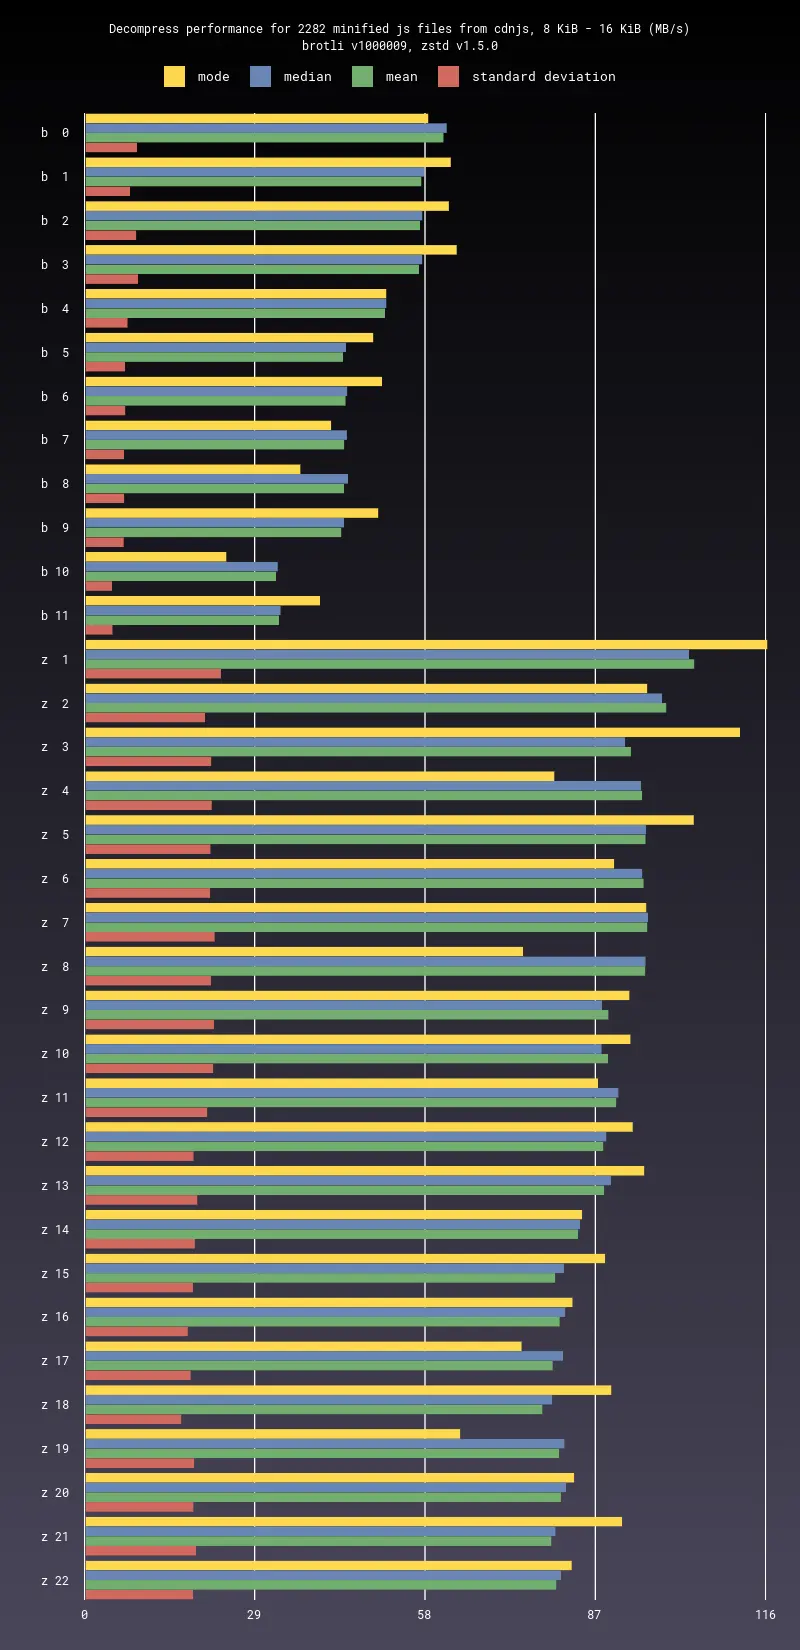 Decompress performance for 2282 minified js files from cdnjs, 8 KiB - 16 KiB (MB/s)
brotli v1000009, zstd v1.5.0
mode median mean standard deviation
b 0
b 1
b 2
b 3
b 4
b 5
b 6
b 7
b 8
b 9
b 10
b 11
z 1
z 2
z 3
z 4
z 5
z 6
z 7
z 8
z 9
z 10
z 11
z 12
z 13
z 14
z 15
z 16
z 17
z 18
z 19
z 20
z 21
z 22
0 29 58 87 116